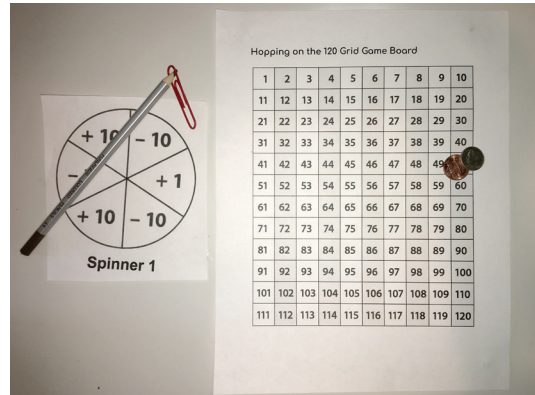 Hopping on the 120 Grid Game Board
1 2 3 4 5 6 7 8 9 10
11 12 13 14 15 16 17 18 19 20
21 22 23 24 25 26 27 28 29 30
31 32 33 34 35 36 37 38 39 40
41 42 43 44 45 46 47 48 49
51 52 53 54 55 56 57 58 59 60
61 62 63 64 65 66 67 68 69 70
71 72 73 74 75 76 77 78 79 80
81 82 83 84 85 86 87 88 89 90
91 92 93 94 95 96 97 98 99 100
101 102 103 104 105 106 107 108 109 110
111 112 113 114 115 116 117 118 119 120
+ 10 - 10
- + 1
+ 10 - 10
Spinner 1